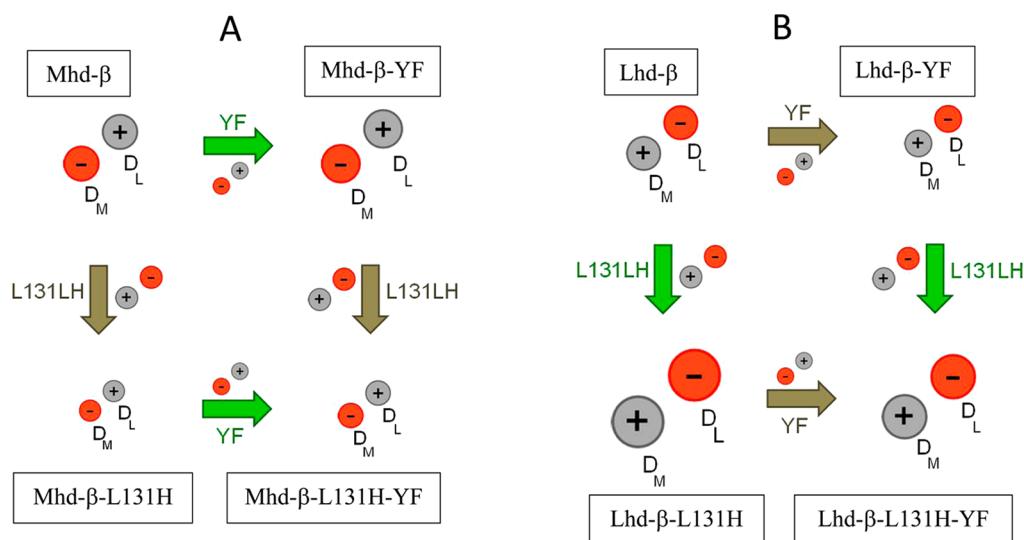 A
B
Mhd-β
Mhd-β-YF
Lhd-β
Lhd-β-YF
+
-
D
L
D
M
YF
-
+
+
-
D
L
D
M
-
+
D
L
D
M
YF
-
+
-
+
D
L
D
M
L131LH
+
-
+
-
L131LH
L131LH
+
-
+
-
L131LH
+
-
D
L
D
M
-
+
YF
+
-
D
L
D
M
-
+
D
L
D
M
-
+
YF
-
+
D
L
D
M
Mhd-β-L131H
Mhd-β-L131H-YF
Lhd-β-L131H
Lhd-β-L131H-YF